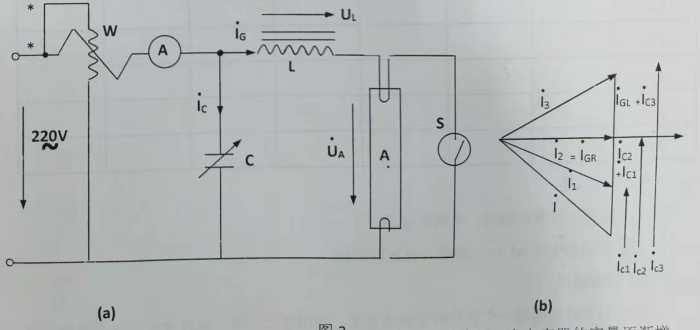 *
*
W
A
İG
UL
L
İC
C
220V
~
U̇A
A
S
İ3
İGL + İC3
İ2 = İGR
İC2
+İC1
İ1
İ
İc1 İc2 İc3
(a)
(b)
图 2